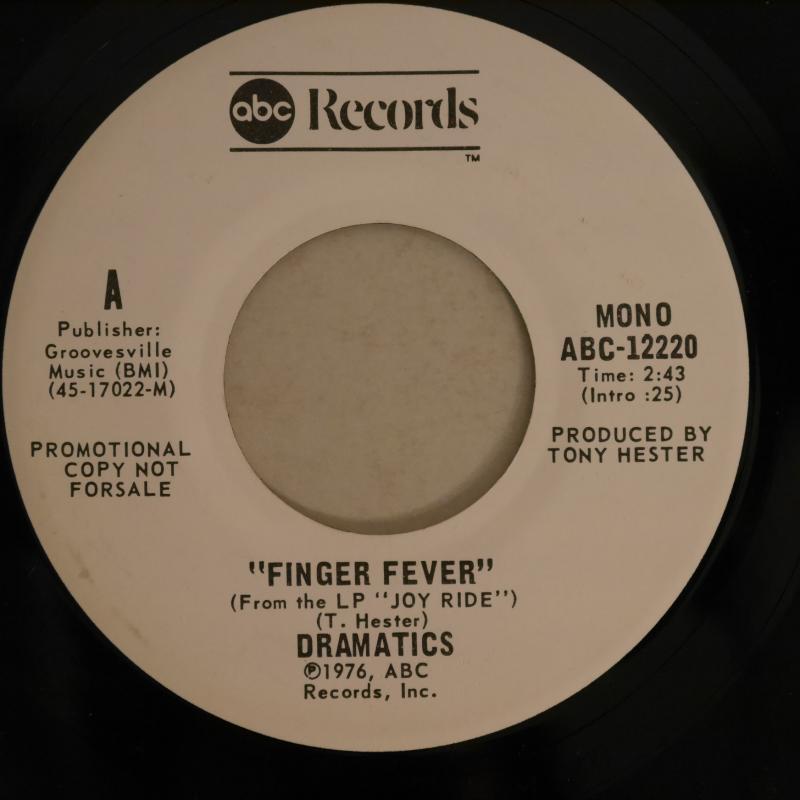 abc Records
TM
A
Publisher:
Groovesville
Music (BMI)
(45-17022-M)
PROMOTIONAL
COPY NOT
FORSALE
MONO
ABC-12220
Time: 2:43
(Intro :25)
PRODUCED BY
TONY HESTER
"FINGER FEVER"
(From the LP "JOY RIDE")
(T. Hester)
DRAMATICS
℗1976, ABC
Records, Inc.